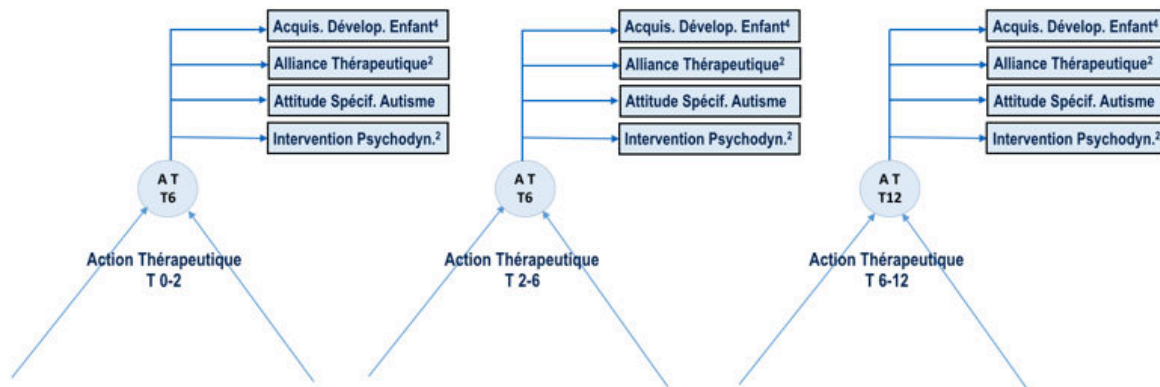 Acquis. Dévelop. Enfant⁴
Alliance Thérapeutique²
Attitude Spécif. Autisme
Intervention Psychodyn.²
A T
T6
Action Thérapeutique
T 0-2
Acquis. Dévelop. Enfant⁴
Alliance Thérapeutique²
Attitude Spécif. Autisme
Intervention Psychodyn.²
A T
T6
Action Thérapeutique
T 2-6
Acquis. Dévelop. Enfant⁴
Alliance Thérapeutique²
Attitude Spécif. Autisme
Intervention Psychodyn.²
A T
T12
Action Thérapeutique
T 6-12